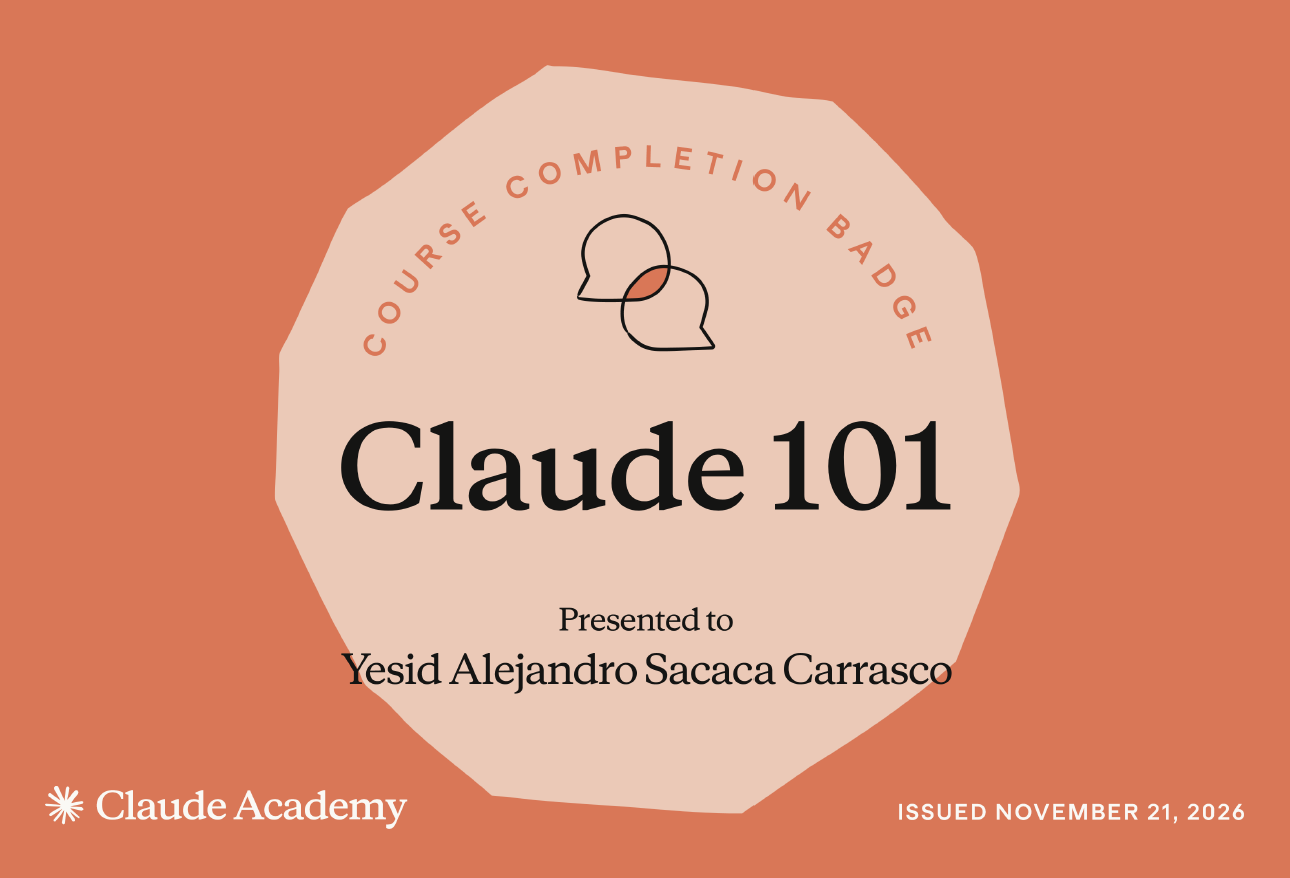 COURSE COMPLETION BADGE
Claude 101
Presented to
Yesid Alejandro Sacaca Carrasco
Claude Academy
ISSUED NOVEMBER 21, 2026